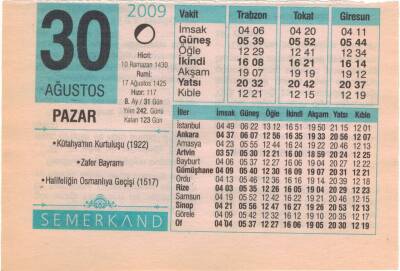 30
2009
Hicrî:
10 Ramazan 1430
Rumî:
17 Ağustos 1425
Hızır: 117
8. Ay / 31 Gün
Yılın 242. Günü
Kalan 123 Gün
AĞUSTOS
PAZAR
• Kütahya'nın Kurtuluşu (1922)
• Zafer Bayramı
• Halifeliğin Osmanlıya Geçişi (1517)
SEMERKAND
Vakit Trabzon Tokat Giresun
İmsak 04 06 04 20 04 11
Güneş 05 39 05 52 05 44
Öğle 12 29 12 41 12 34
İkindi 16 08 16 21 16 14
Akşam 19 07 19 19 19 12
Yatsı 20 32 20 42 20 37
Kıble 12 21 12 15 12 19
İller İmsak Güneş Öğle İkindi Akşam Yatsı Kıble
İstanbul 04 49 06 22 13 12 16 51 19 50 21 15 12 01
Ankara 04 37 06 07 12 56 16 35 19 33 20 56 12 07
Amasya 04 23 05 55 12 44 16 24 19 22 20 45 12 14
Artvin 03 57 05 30 12 21 16 00 18 59 20 24 12 25
Bayburt 04 06 05 37 12 27 16 06 19 04 20 27 12 21
Gümüşhane 04 09 05 40 12 30 16 09 19 07 20 31 12 21
Ordu 04 13 05 46 12 36 16 16 19 14 20 39 12 18
Rize 04 03 05 35 12 26 16 05 19 04 20 29 12 23
Samsun 04 19 05 52 12 42 16 22 19 21 20 45 12 15
Sinop 04 21 05 56 12 47 16 27 19 26 20 53 12 13
Görele 04 09 05 42 12 32 16 12 19 10 20 35 12 20
Of 04 04 05 37 12 27 16 06 19 05 20 30 12 19